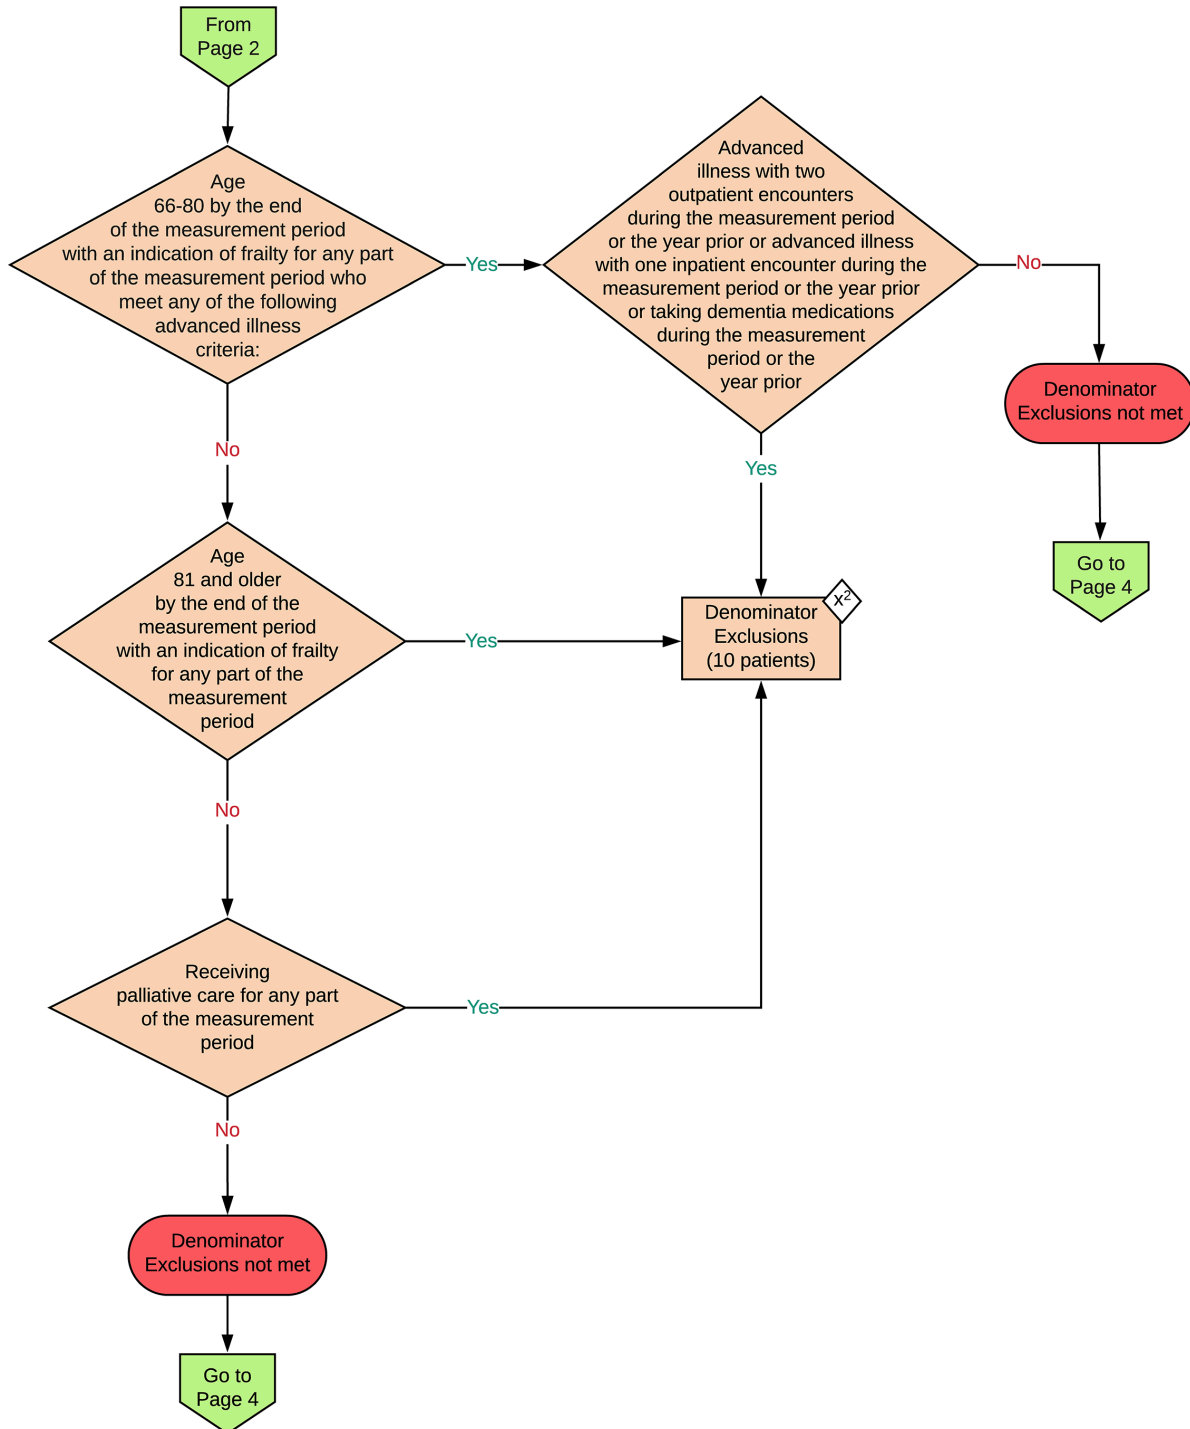 From
Page 2
Age
66-80 by the end
of the measurement period
with an indication of frailty for any part
of the measurement period who
meet any of the following
advanced illness
criteria:
Yes
Advanced
illness with two
outpatient encounters
during the measurement period
or the year prior or advanced illness
with one inpatient encounter during the
measurement period or the year prior
or taking dementia medications
during the measurement
period or the
year prior
No
Denominator
Exclusions not met
Go to
Page 4
Yes
No
Age
81 and older
by the end of the
measurement period
with an indication of frailty
for any part of the
measurement
period
Yes
Denominator
Exclusions
(10 patients)
x²
No
Receiving
palliative care for any part
of the measurement
period
Yes
No
Denominator
Exclusions not met
Go to
Page 4